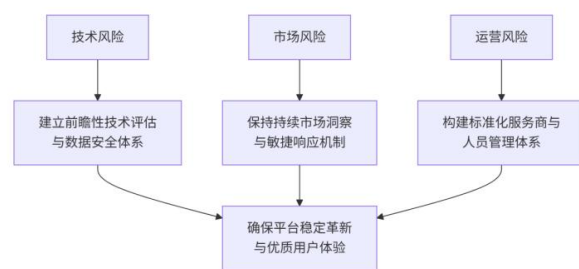 技术风险
市场风险
运营风险
建立前瞻性技术评估
与数据安全体系
保持持续市场洞察
与敏捷响应机制
构建标准化服务商与
人员管理体系
确保平台稳定革新
与优质用户体验